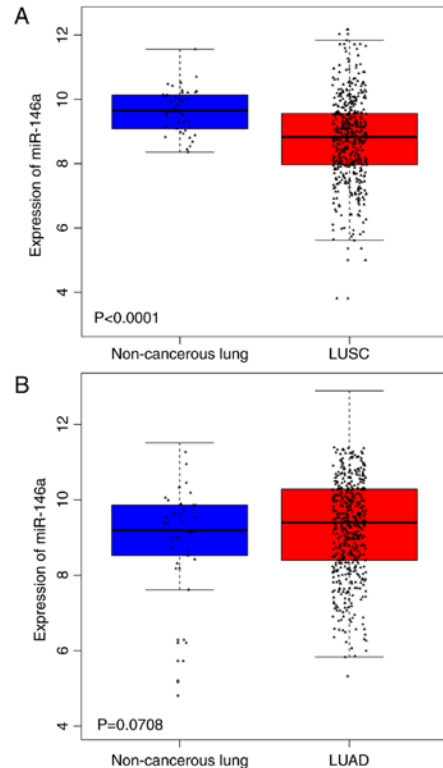 A
Expression of miR-146a
12
10
8
6
4
P<0.0001
Non-cancerous lung LUSC
B
Expression of miR-146a
12
10
8
6
4
P=0.0708
Non-cancerous lung LUAD